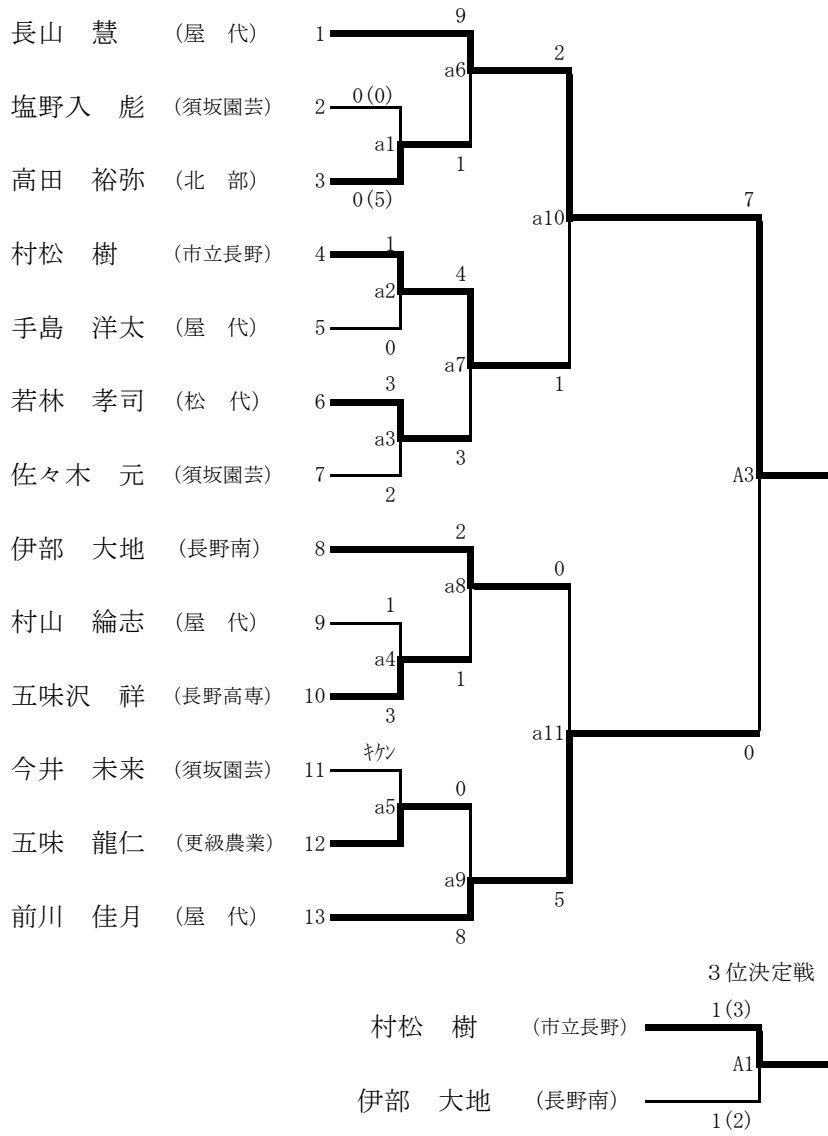 9
長山　慧　(屋　代)　1
2
a6
0(0)
塩野入　彪　(須坂園芸)　2
a1
1
高田　裕弥　(北　部)　3
0(5)
7
a10
1
村松　樹　(市立長野)　4
4
a2
手島　洋太　(屋　代)　5
0
a7
3
1
若林　孝司　(松　代)　6
a3
3
佐々木　元　(須坂園芸)　7
A3
2
2
伊部　大地　(長野南)　8
0
a8
1
村山　綸志　(屋　代)　9
a4
1
五味沢　祥　(長野高専)　10
3
a11
キケン
0
今井　未来　(須坂園芸)　11
0
a5
五味　龍仁　(更級農業)　12
a9
5
前川　佳月　(屋　代)　13
8
３位決定戦
1(3)
村松　樹　(市立長野)
A1
伊部　大地　(長野南)
1(2)